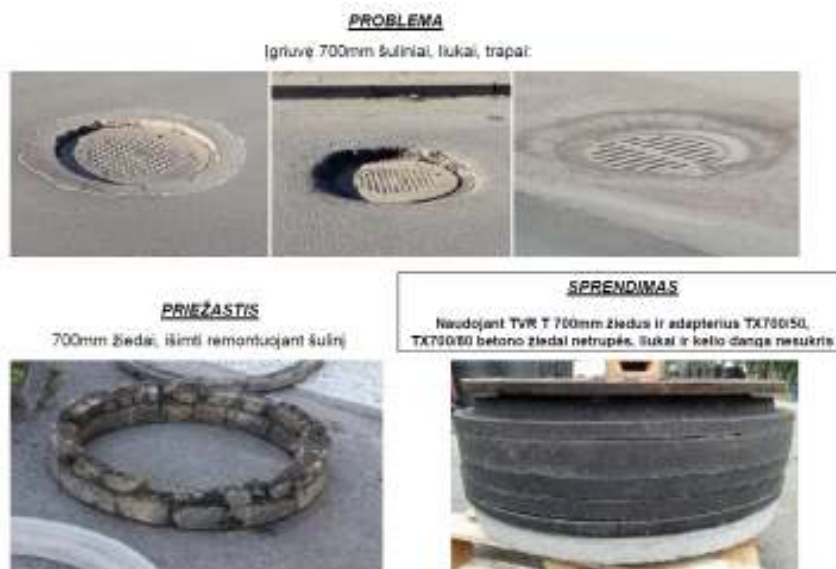 PROBLEMA
Įgriuvę 700mm šuliniai, liukai, trapai:
PRIEŽASTIS
700mm žiedai, išimti remontuojant šulinį
SPRENDIMAS
Naudojant TVR T 700mm žiedus ir adapterius TX700/50,
TX700/60 betono žiedai netrupės, liukai ir kelio danga nesukris